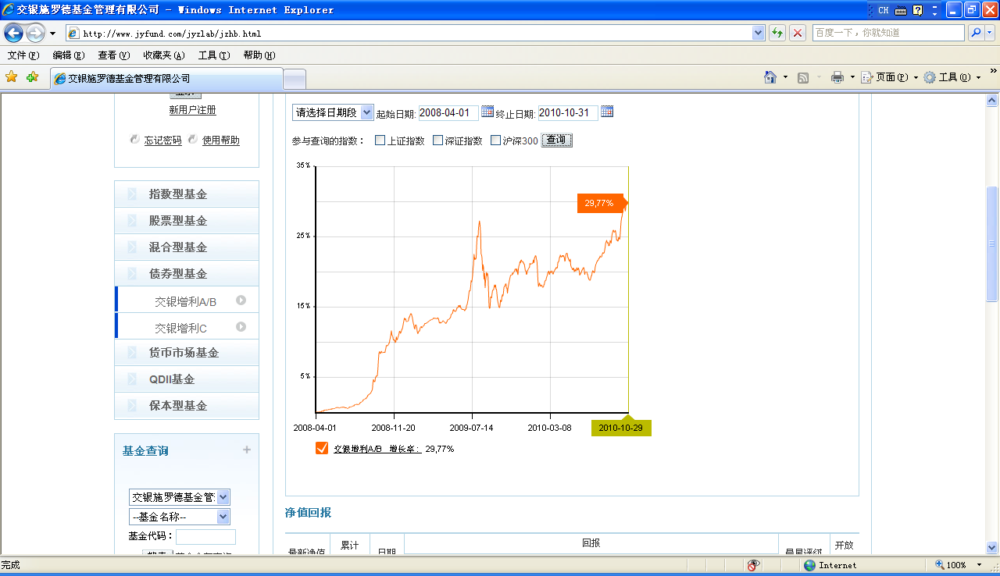 交银施罗德基金管理有限公司 - Windows Internet Explorer
CH
http://www.jyfund.com/jyzlab/jzhb.html
百度一下，你就知道
文件(F) 编辑(E) 查看(V) 收藏夹(A) 工具(T) 帮助(H)
交银施罗德基金管理有限公司
页面(P) 工具(O)
新用户注册
忘记密码 使用帮助
指数型基金
股票型基金
混合型基金
债券型基金
交银增利A/B
交银增利C
货币市场基金
QDII基金
保本型基金
基金查询
交银施罗德基金管
--基金名称--
基金代码：
请选择日期段 起始日期: 2008-04-01 终止日期: 2010-10-31
参与查询的指数： 上证指数 深证指数 沪深300 查询
35%
29,77%
25%
15%
5%
2008-04-01 2008-11-20 2009-07-14 2010-03-08 2010-10-29
交银增利A/B 增长率: 29,77%
净值回报
最新净值 累计 日期 回报 晨星评级 开放
完成
Internet
100%